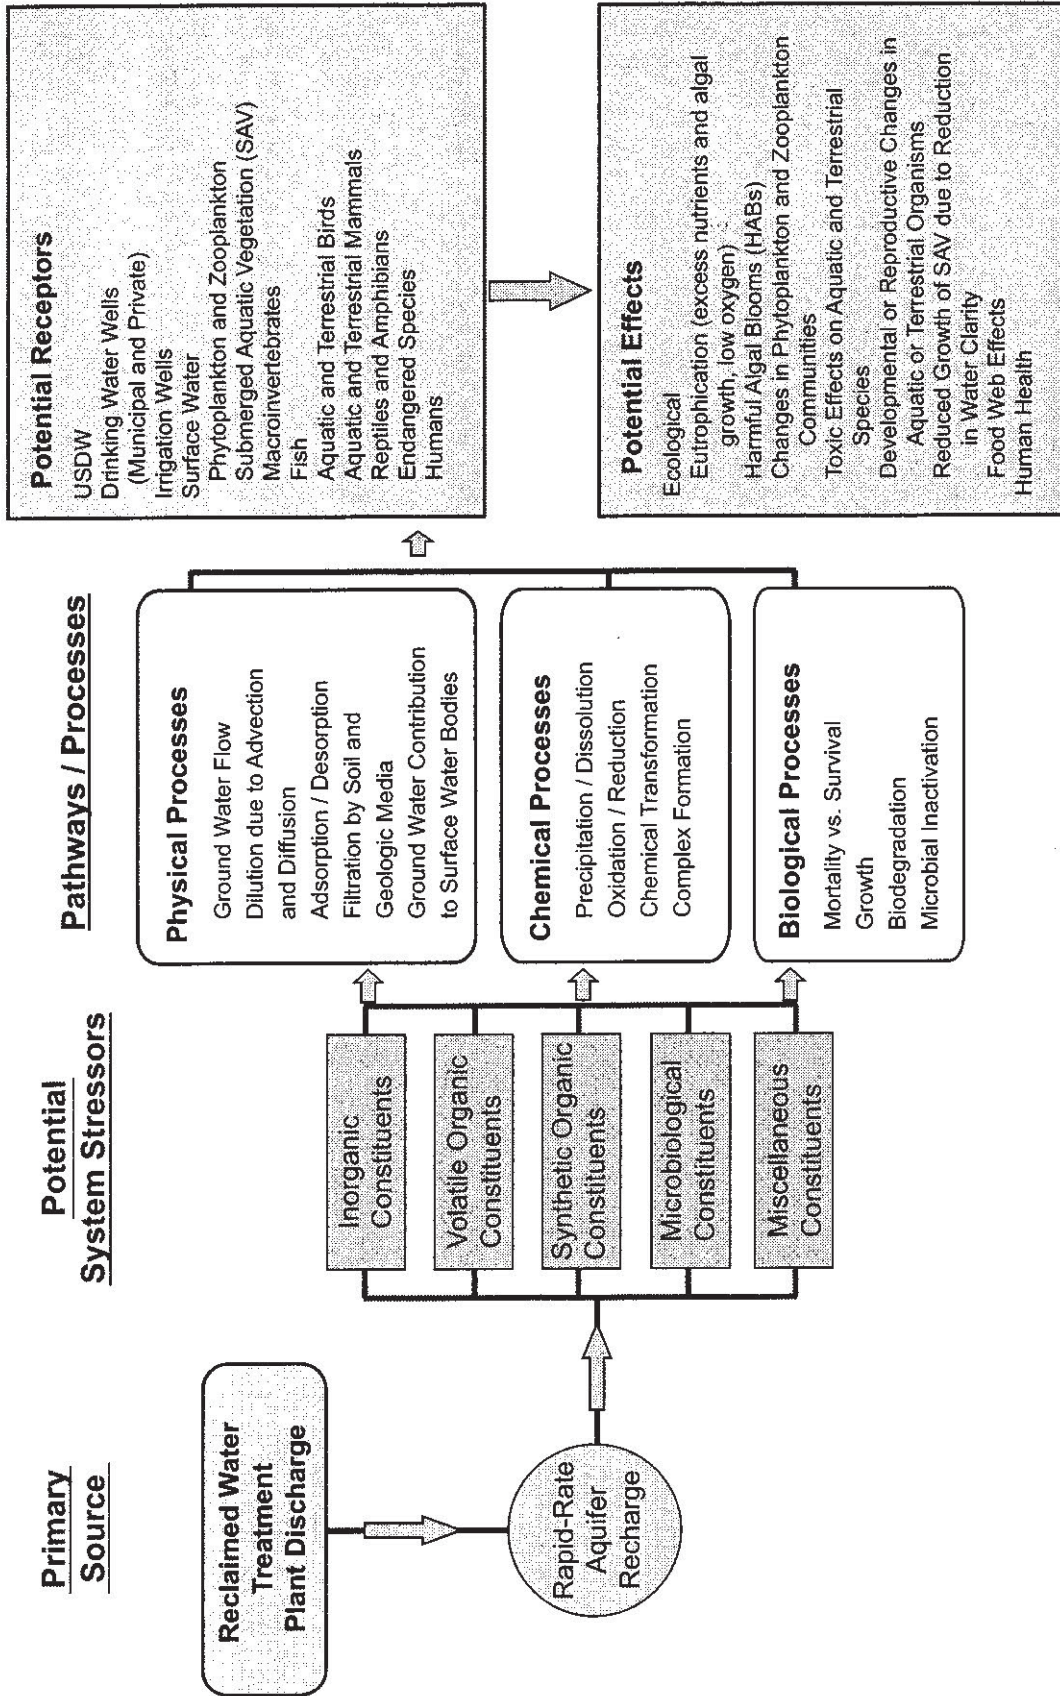 Primary
Source
Reclaimed Water
Treatment
Plant Discharge
Rapid-Rate
Aquifer
Recharge
Potential
System Stressors
Inorganic
Constituents
Volatile Organic
Constituents
Synthetic Organic
Constituents
Microbiological
Constituents
Miscellaneous
Constituents
Pathways / Processes
Physical Processes
Ground Water Flow
Dilution due to Advection
and Diffusion
Adsorption / Desorption
Filtration by Soil and
Geologic Media
Ground Water Contribution
to Surface Water Bodies
Chemical Processes
Precipitation / Dissolution
Oxidation / Reduction
Chemical Transformation
Complex Formation
Biological Processes
Mortality vs. Survival
Growth
Biodegradation
Microbial Inactivation
Potential Receptors
USDW
Drinking Water Wells
(Municipal and Private)
Irrigation Wells
Surface Water
Phytoplankton and Zooplankton
Submerged Aquatic Vegetation (SAV)
Macroinvertebrates
Fish
Aquatic and Terrestrial Birds
Aquatic and Terrestrial Mammals
Reptiles and Amphibians
Endangered Species
Humans
Potential Effects
Ecological
Eutrophication (excess nutrients and algal
growth, low oxygen)
Harmful Algal Blooms (HABs)
Changes in Phytoplankton and Zooplankton
Communities
Toxic Effects on Aquatic and Terrestrial
Species
Developmental or Reproductive Changes in
Aquatic or Terrestrial Organisms
Reduced Growth of SAV due to Reduction
in Water Clarity
Food Web Effects
Human Health